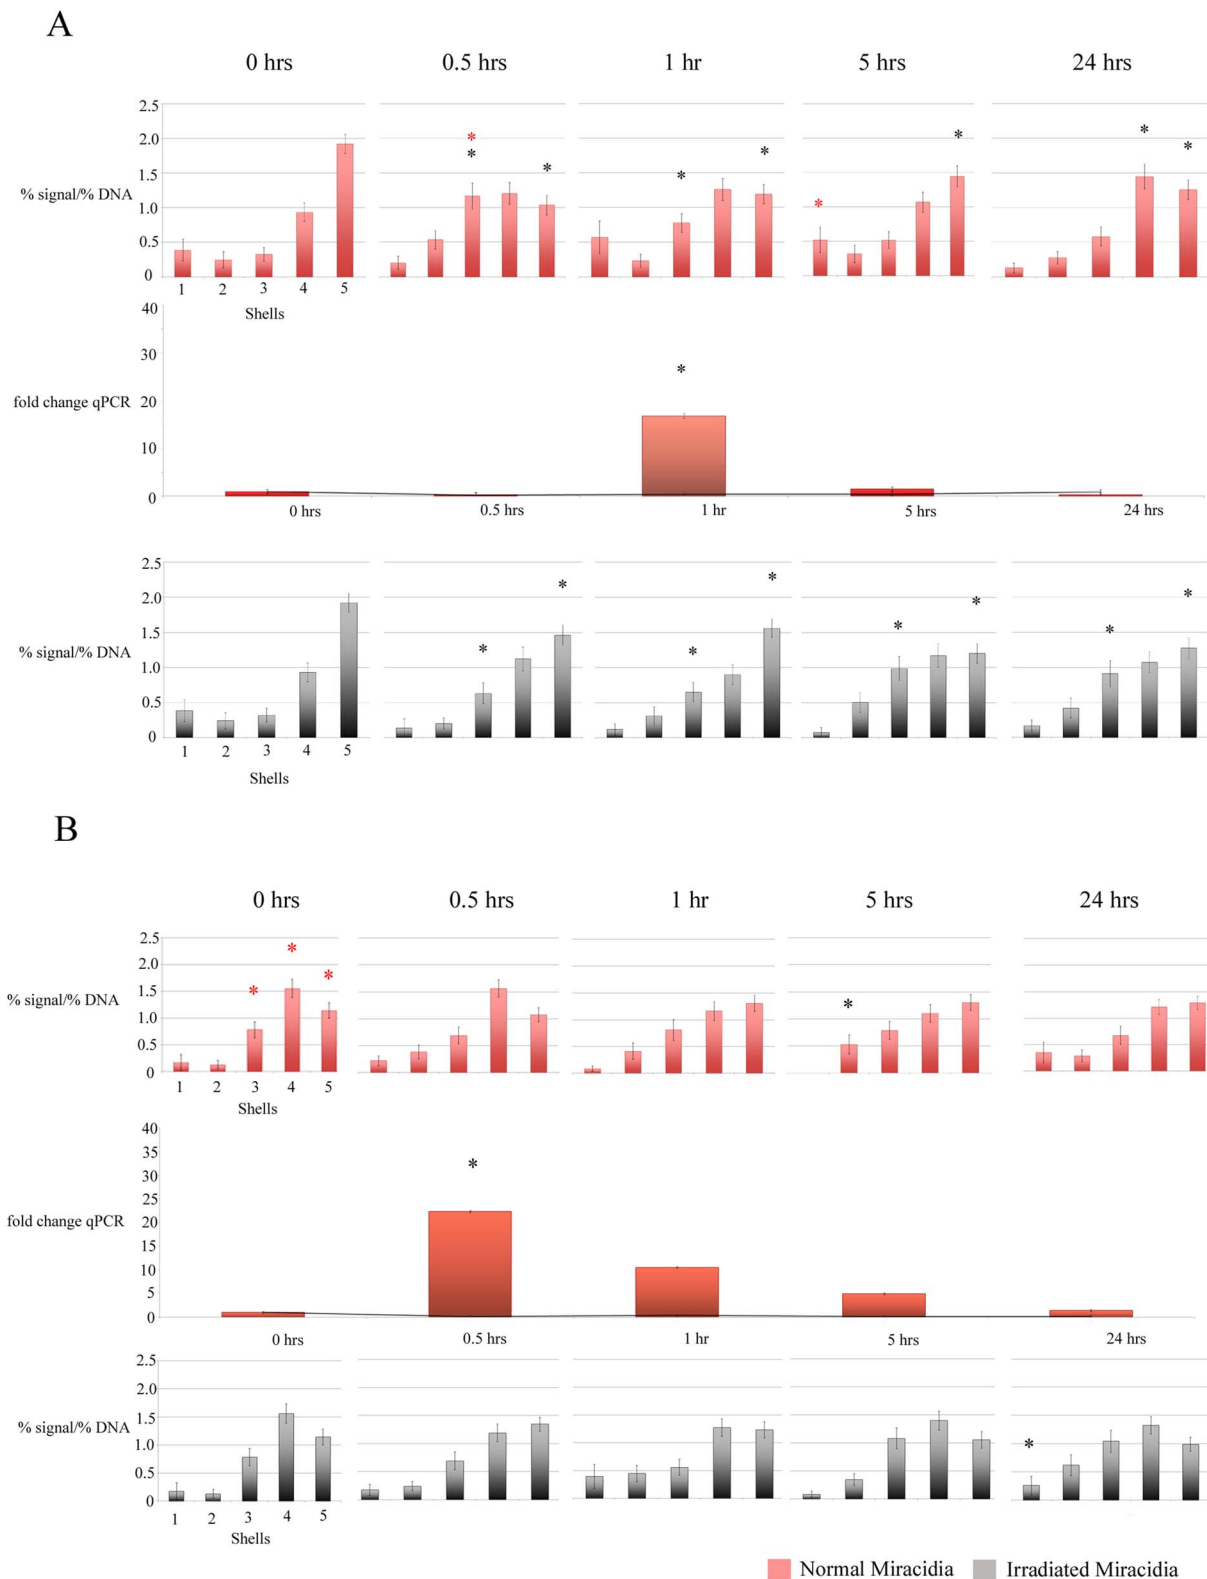 A
0 hrs 0.5 hrs 1 hr 5 hrs 24 hrs
2.5
2.0
* * * *
* * * *
1.5
*
% signal/% DNA
1.0
*
0.5
0
1 2 3 4 5
Shells
40
30
*
fold change qPCR
20
10
0
0 hrs 0.5 hrs 1 hr 5 hrs 24 hrs
2.5
2.0
* * * *
1.5
* * * *
% signal/% DNA
1.0
0.5
0
1 2 3 4 5
Shells
B
0 hrs 0.5 hrs 1 hr 5 hrs 24 hrs
2.5
2.0
*
* *
1.5
*
% signal/% DNA
1.0
0.5
0
1 2 3 4 5
Shells
40
35
*
30
25
fold change qPCR
20
15
10
5
0
0 hrs 0.5 hrs 1 hr 5 hrs 24 hrs
2.5
2.0
1.5
% signal/% DNA
1.0
*
0.5
0
1 2 3 4 5
Shells
Normal Miracidia Irradiated Miracidia